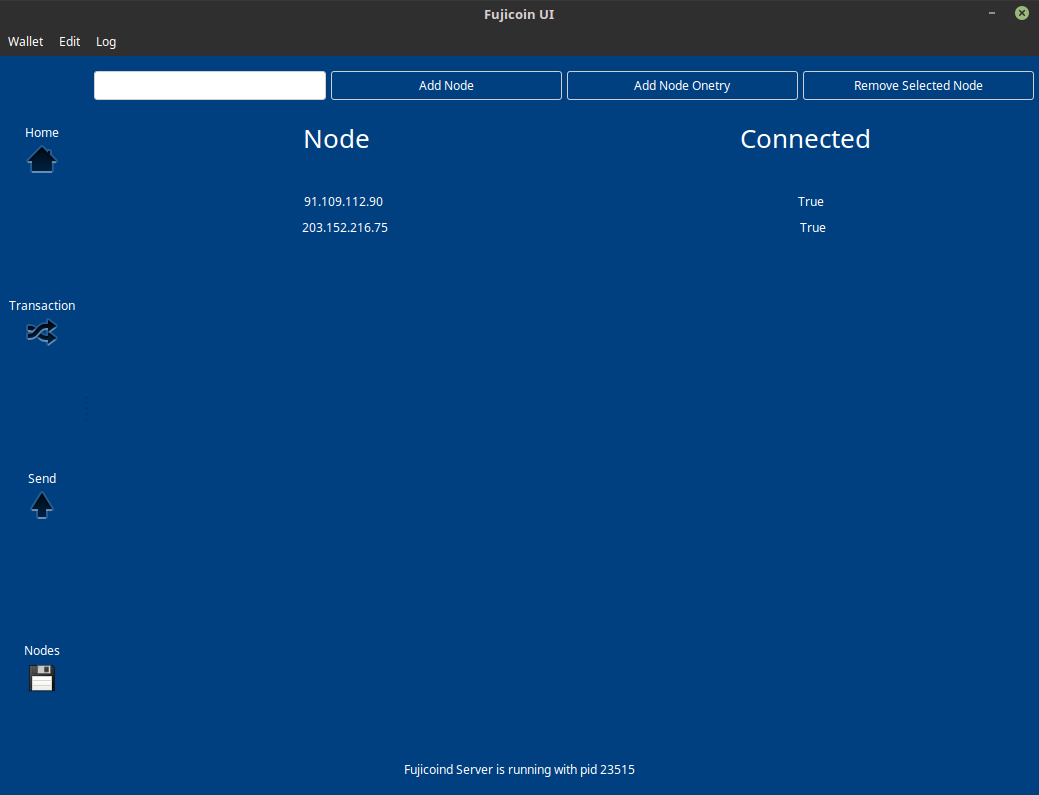 Fujicoin UI
Wallet Edit Log
Add Node Add Node Onetry Remove Selected Node
Home
Node Connected
91.109.112.90 True
203.152.216.75 True
Transaction
Send
Nodes
Fujicoind Server is running with pid 23515